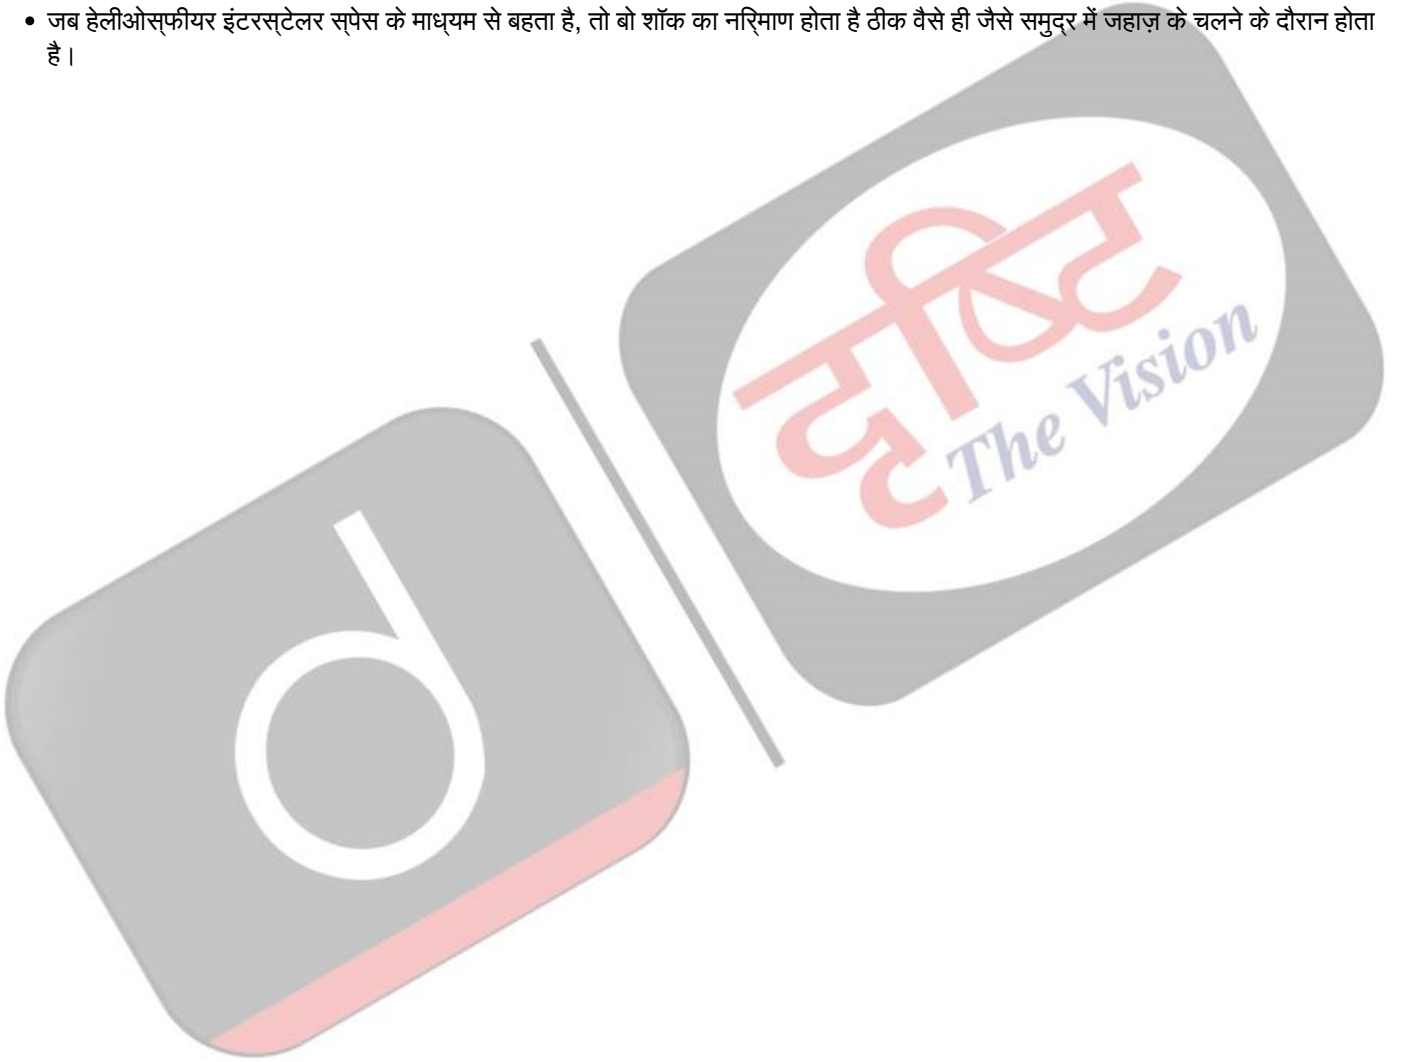 • जब हेलीओस्फीयर इंटरस्टेलर स्पेस के माध्यम से बहता है, तो बो शॉक का निर्माण होता है ठीक वैसे ही जैसे समुद्र में जहाज़ के चलने के दौरान होता
है।
दृष्टि
The Vision
d